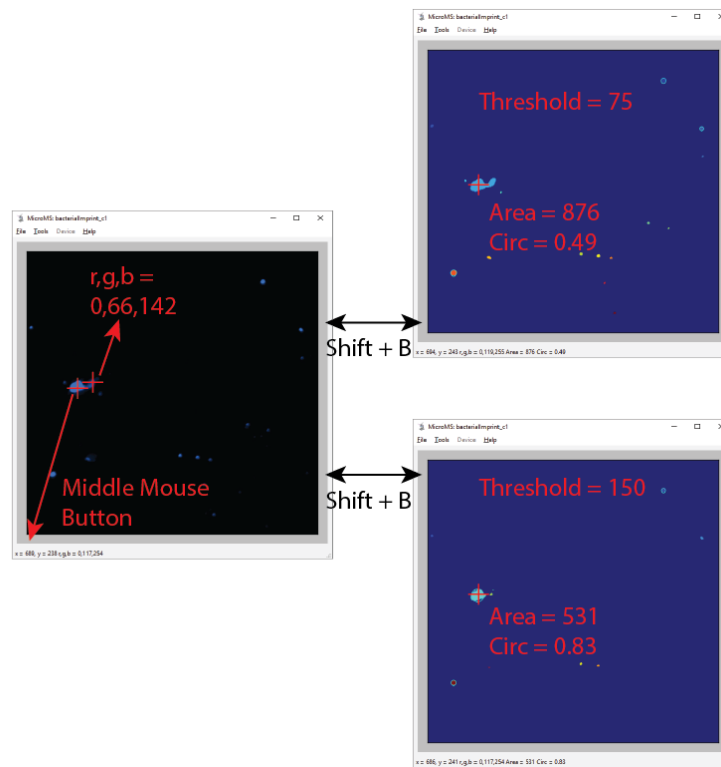 MicroMS: bacterialImprint_c1
File Tools Device Help
Threshold = 75
Area = 876
Circ = 0.49
x = 694, y = 243 r,g,b = 0,119,255 Area = 876 Circ = 0.49
MicroMS: bacterialImprint_c1
File Tools Device Help
r,g,b =
0,66,142
Middle Mouse
Button
x = 688, y = 238 r,g,b = 0,117,254
Shift + B
Shift + B
MicroMS: bacterialImprint_c1
File Tools Device Help
Threshold = 150
Area = 531
Circ = 0.83
x = 686, y = 241 r,g,b = 0,117,254 Area = 531 Circ = 0.83